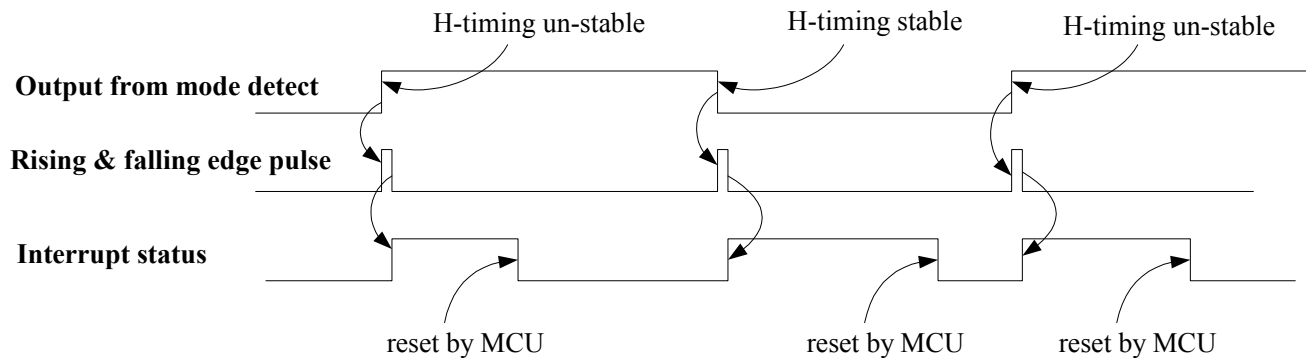 H-timing un-stable
H-timing stable
H-timing un-stable
Output from mode detect
Rising & falling edge pulse
Interrupt status
reset by MCU
reset by MCU
reset by MCU